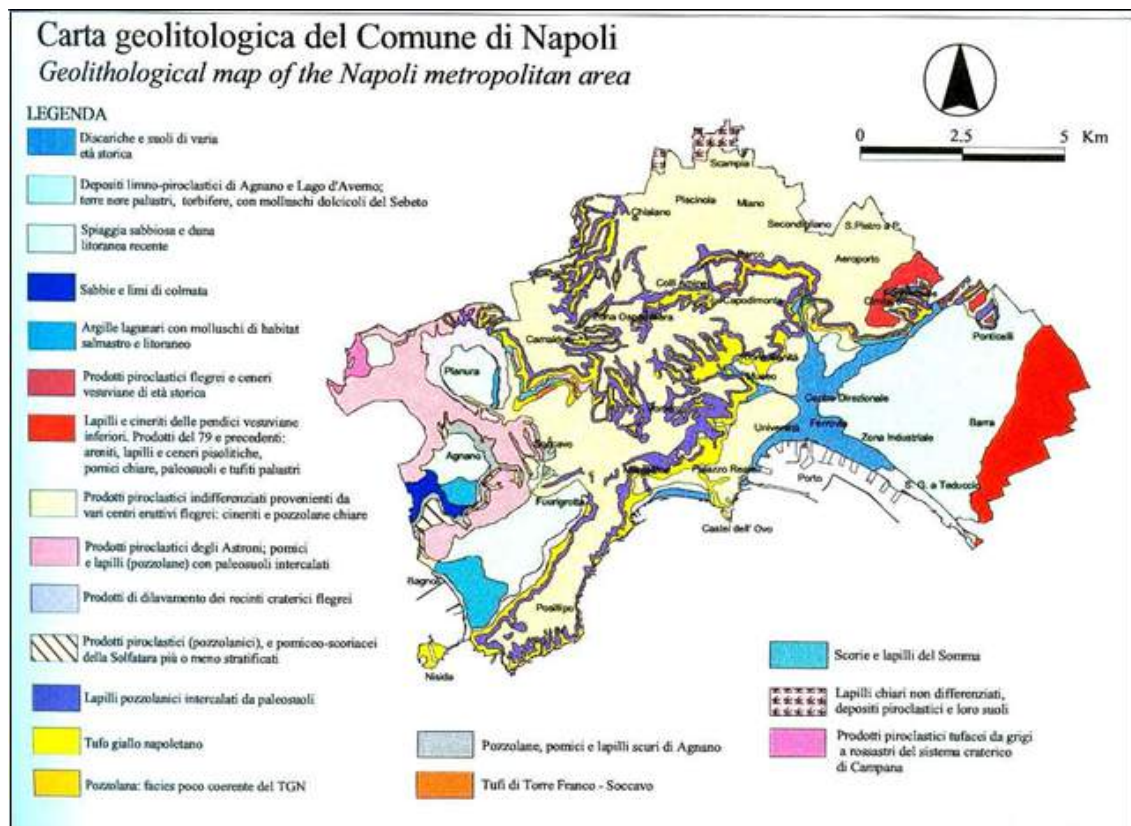 Carta geolitologica del Comune di Napoli
Geolithological map of the Napoli metropolitan area
LEGENDA
Discariche e suoli di varia
età storica
Depositi limno-piroclastici di Agnano e Lago d'Averno;
torre nere palustri, torbifere, con molluschi dolcicoli del Sebeto
Spiaggia sabbiosa e duna
litoranea recente
Sabbie e limi di colmata
Argille lagunari con molluschi di habitat
salmastro e litoraneo
Prodotti piroclastici flegrei e ceneri
vesuviane di età storica
Lapilli e cineriti delle pendici vesuviane
inferiori. Prodotti del 79 e precedenti:
areniti, lapilli e ceneri pisolitiche,
pomici chiare, paleosuoli e tufiti palustri
Prodotti piroclastici indifferenziati provenienti da
vari centri eruttivi flegrei: cineriti e pozzolane chiare
Prodotti piroclastici degli Astroni; pomici
e lapilli (pozzolane) con paleosuoli intercalati
Prodotti di dilavamento dei recinti craterici flegrei
Prodotti piroclastici (pozzolanici), e pomiceo-scoriacei
della Solfatara più o meno stratificati
Lapilli pozzolanici intercalati da paleosuoli
Tufo giallo napoletano
Pozzolana: facies poco coerente del TGN
Pozzolane, pomici e lapilli scuri di Agnano
Tufi di Torre Franco - Soccavo
Scorie e lapilli del Somma
Lapilli chiari non differenziati,
depositi piroclastici e loro suoli
Prodotti piroclastici tufacei da grigi
a rossastri del sistema craterico
di Campana
0 2.5 5 Km
Scampia
Piscinola
Miano
Chiaiano
Secondigliano
S.Pietro a P.
Aeroporto
Colli Aminei
Capodimonte
Zona Ospedaliera
Camaldoli
Ponticelli
Pianura
Museo
Centro Direzionale
Ferrovia
Barra
Università
Zona Industriale
Soccavo
Agnano
Palazzo Reale
Porto
S. G. a Teduccio
Fuorigrotta
Castel dell' Ovo
Bagnoli
Posillipo
Nisida